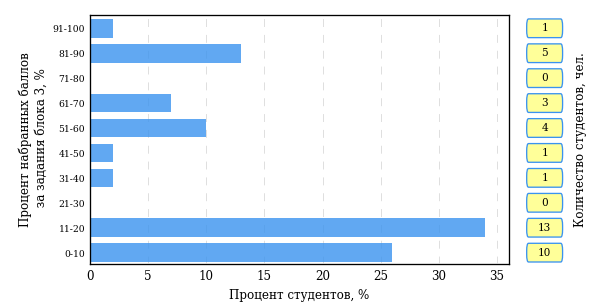 91-100 1
81-90 5
71-80 0
61-70 3
51-60 4
41-50 1
31-40 1
21-30 0
11-20 13
0-10 10
0 5 10 15 20 25 30 35
Процент студентов, %
Процент набранных баллов
за задания блока 3, %
Количество студентов, чел.